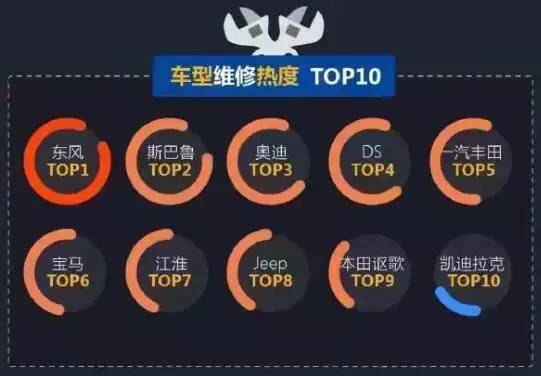 车型维修热度 TOP10
东风
TOP1
斯巴鲁
TOP2
奥迪
TOP3
DS
TOP4
一汽丰田
TOP5
宝马
TOP6
江淮
TOP7
Jeep
TOP8
本田讴歌
TOP9
凯迪拉克
TOP10